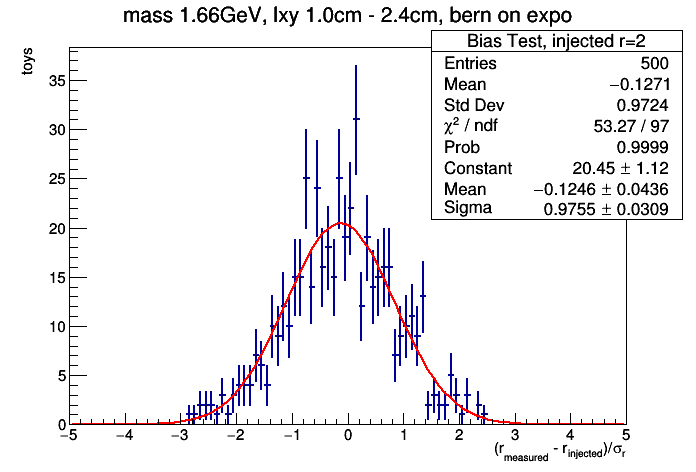 mass 1.66GeV, lxy 1.0cm - 2.4cm, bern on expo
Bias Test, injected r=2
Entries 500
Mean −0.1271
Std Dev 0.9724
χ² / ndf 53.27 / 97
Prob 0.9999
Constant 20.45 ± 1.12
Mean −0.1246 ± 0.0436
Sigma 0.9755 ± 0.0309
toys
35
30
25
20
15
10
5
0
−5 −4 −3 −2 −1 0 1 2 3 4 5
(r_measured - r_injected)/σ_r